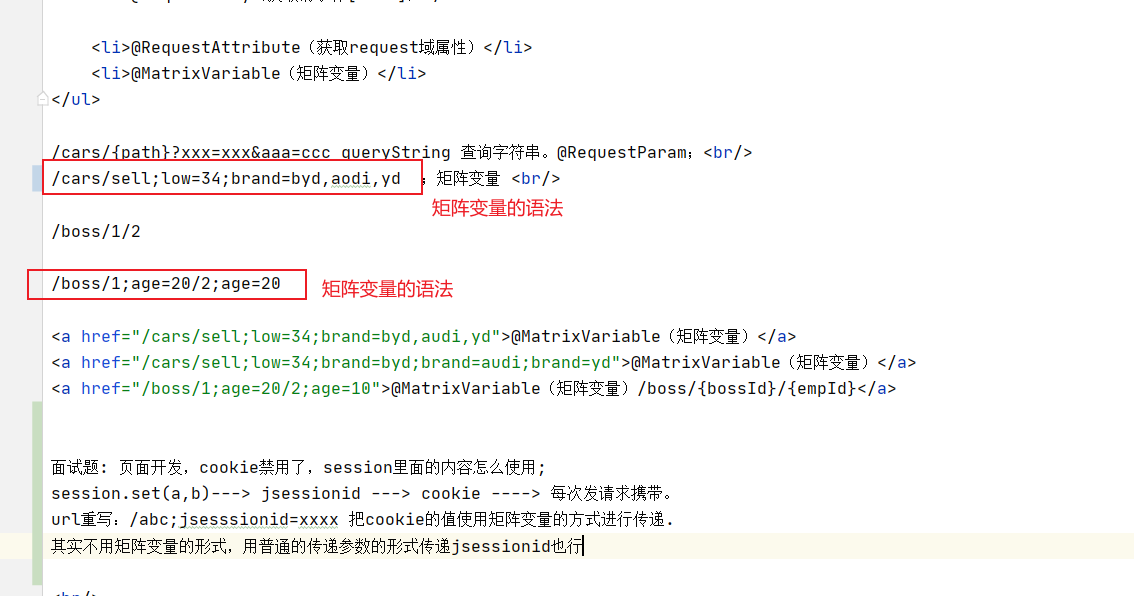 <li>@RequestAttribute（获取request域属性）</li>
<li>@MatrixVariable（矩阵变量）</li>
</ul>
/cars/{path}?xxx=xxx&aaa=ccc queryString 查询字符串。@RequestParam；<br/>
/cars/sell;low=34;brand=byd,aodi,yd ；矩阵变量 <br/>
矩阵变量的语法
/boss/1/2
/boss/1;age=20/2;age=20 矩阵变量的语法
<a href="/cars/sell;low=34;brand=byd,audi,yd">@MatrixVariable（矩阵变量）</a>
<a href="/cars/sell;low=34;brand=byd;brand=audi;brand=yd">@MatrixVariable（矩阵变量）</a>
<a href="/boss/1;age=20/2;age=10">@MatrixVariable（矩阵变量）/boss/{bossId}/{empId}</a>
面试题: 页面开发，cookie禁用了，session里面的内容怎么使用;
session.set(a,b)---> jsessionid ---> cookie ----> 每次发请求携带。
url重写：/abc;jsesssionid=xxxx 把cookie的值使用矩阵变量的方式进行传递.
其实不用矩阵变量的形式，用普通的传递参数的形式传递jsessionid也行